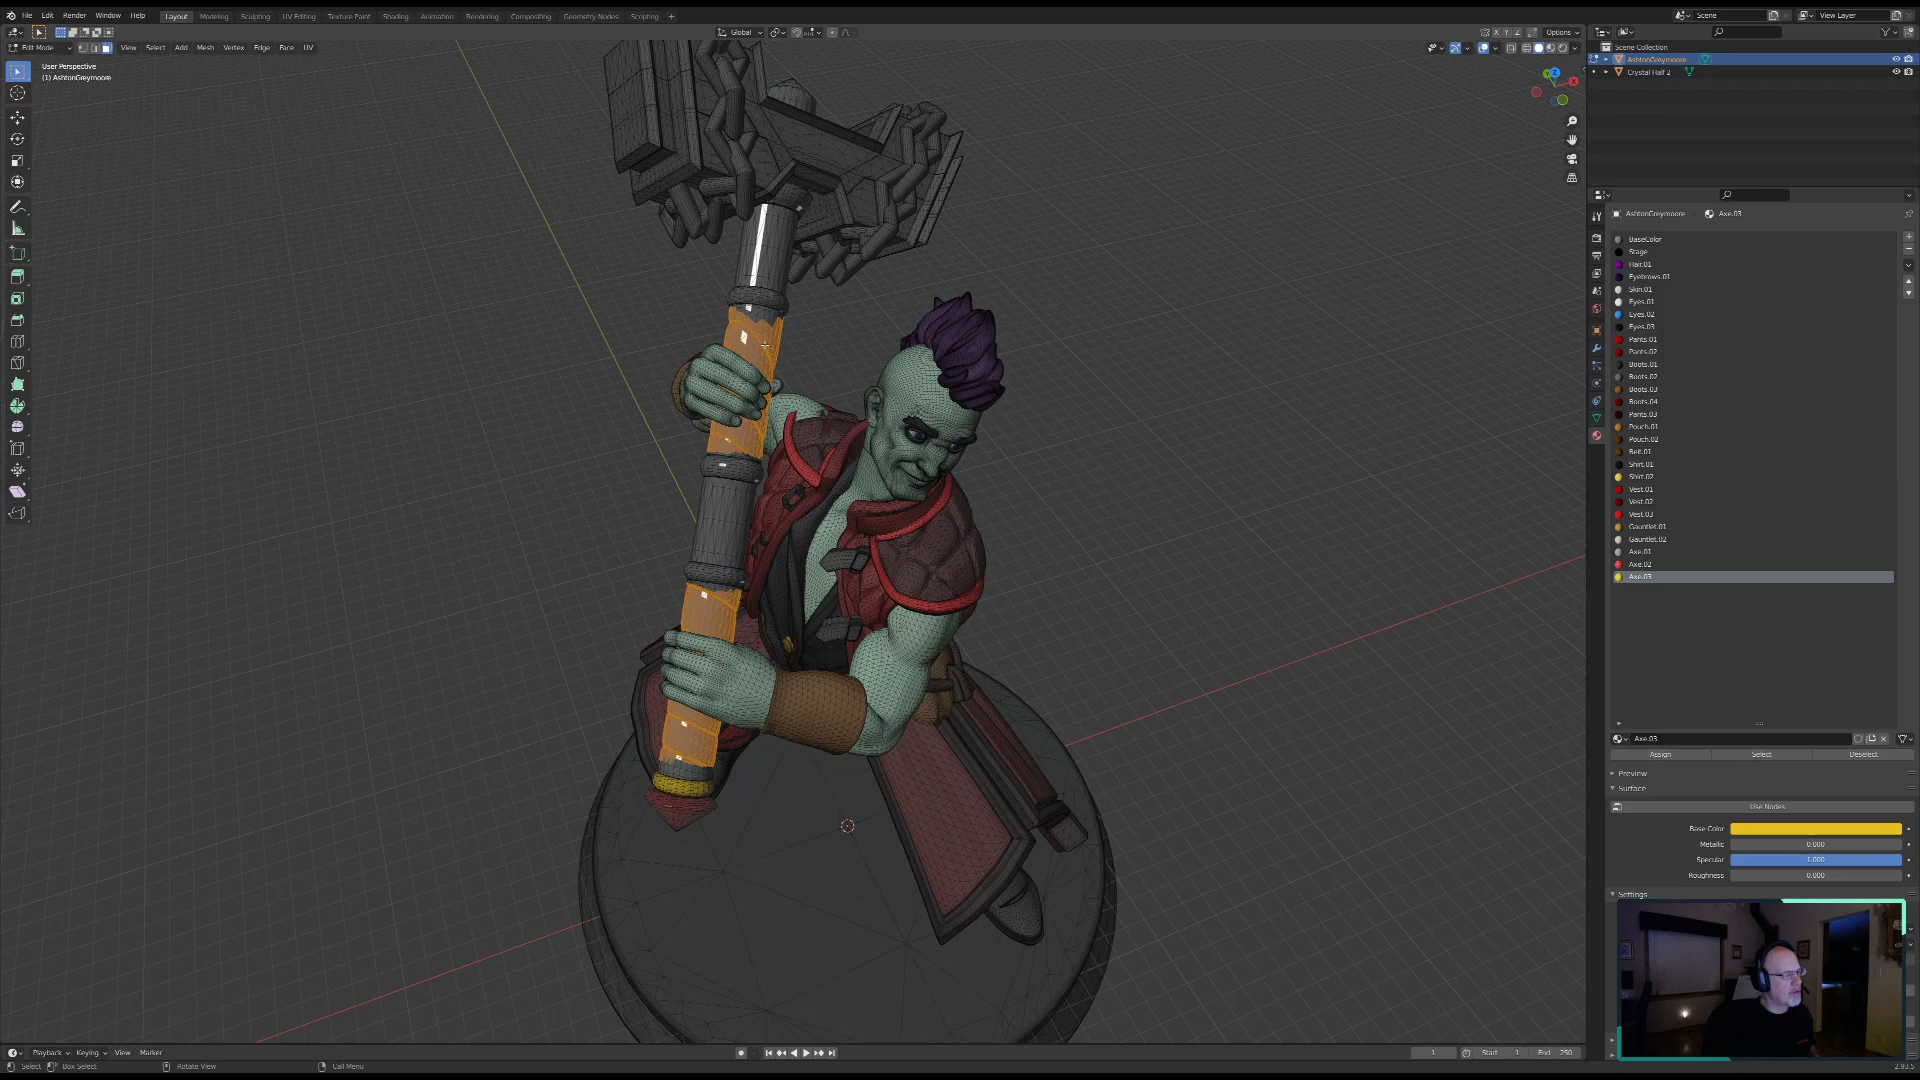 File Edit Render Window Help Layout Modeling Sculpting UV Editing Texture Paint Shading Animation Rendering Compositing Geometry Nodes Scripting + Scene View Layer
Global Options X Y Z
Edit Mode View Select Add Mesh Vertex Edge Face UV
Scene Collection
AshtonGreymoore
Crystal Half 2
User Perspective
(1) AshtonGreymoore
AshtonGreymoore Axe.03
BaseColor
Stage
Hair.01
Eyebrows.01
Skin.01
Eyes.01
Eyes.02
Eyes.03
Pants.01
Pants.02
Boots.01
Boots.02
Boots.03
Boots.04
Pants.03
Pouch.01
Pouch.02
Belt.01
Shirt.01
Shirt.02
Vest.01
Vest.02
Vest.03
Gauntlet.01
Gauntlet.02
Axe.01
Axe.02
Axe.03
Axe.03
Assign Select Deselect
Preview
Surface
Use Nodes
Base Color
Metallic 0.000
Specular 1.000
Roughness 0.000
Settings
Playback Keying View Marker 1 Start 1 End 250
Select Box Select Rotate View Call Menu 2.93.5